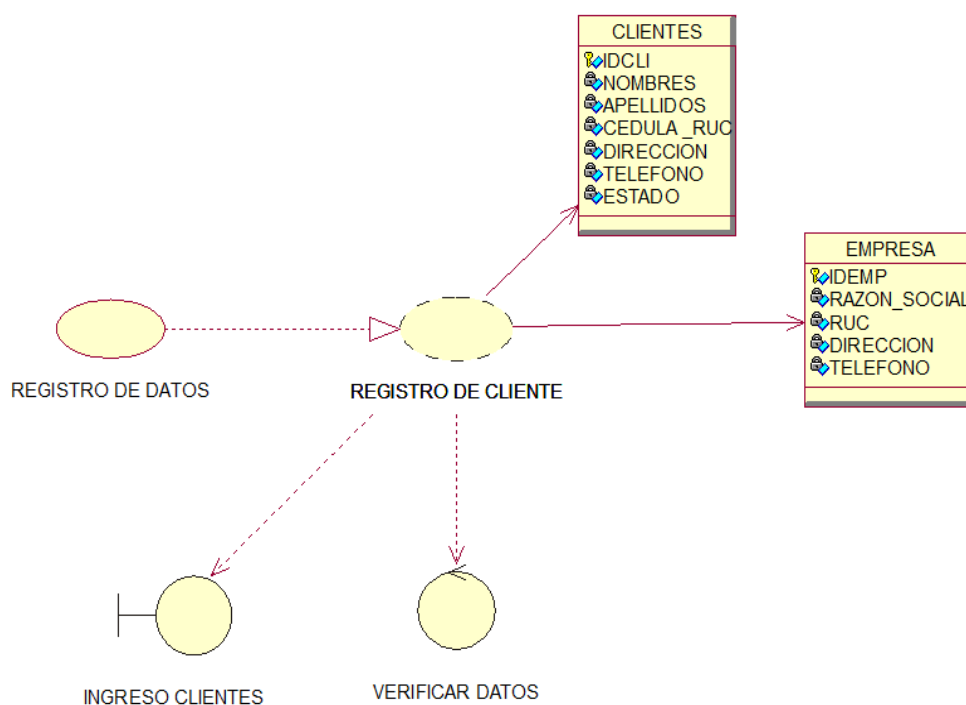 CLIENTES
IDCLI
NOMBRES
APELLIDOS
CEDULA _RUC
DIRECCION
TELEFONO
ESTADO
EMPRESA
IDEMP
RAZON_SOCIAL
RUC
DIRECCION
TELEFONO
REGISTRO DE DATOS
REGISTRO DE CLIENTE
INGRESO CLIENTES
VERIFICAR DATOS